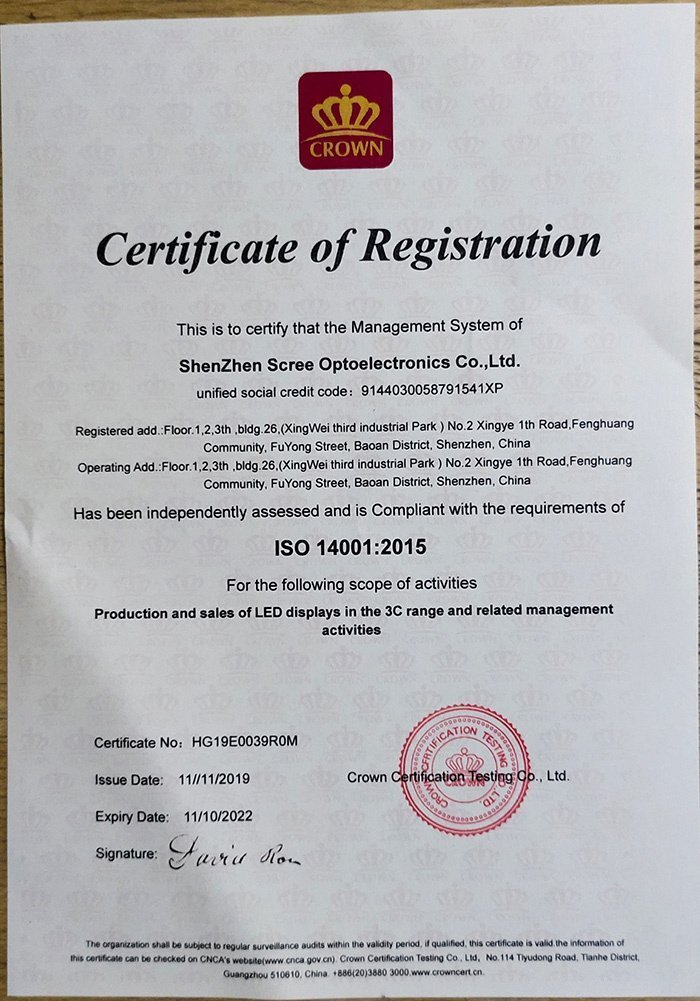 CROWN
Certificate of Registration
This is to certify that the Management System of
ShenZhen Scree Optoelectronics Co.,Ltd.
unified social credit code: 9144030058791541XP
Registered add.:Floor.1,2,3th ,bldg.26,(XingWei third industrial Park ) No.2 Xingye 1th Road,Fenghuang
Community, FuYong Street, Baoan District, Shenzhen, China
Operating Add.:Floor.1,2,3th ,bldg.26,(XingWei third industrial Park ) No.2 Xingye 1th Road,Fenghuang
Community, FuYong Street, Baoan District, Shenzhen, China
Has been independently assessed and is Compliant with the requirements of
ISO 14001:2015
For the following scope of activities
Production and sales of LED displays in the 3C range and related management
activities
Certificate No: HG19E0039R0M
Issue Date: 11//11/2019
Crown Certification Testing Co., Ltd.
CROWN CERTIFICATION TESTING CO.,LTD.
CROWN
Expiry Date: 11/10/2022
Signature: David
The organization shall be subject to regular surveillance audits within the validity period, if qualified, this certificate is valid.the information of
this certificate can be checked on CNCA's website(www.cnca.gov.cn). Crown Certification Testing Co., Ltd, No.114 Tiyudong Road, Tianhe District,
Guangzhou 510610, China. +886(20)3880 3000.www.crowncert.cn.